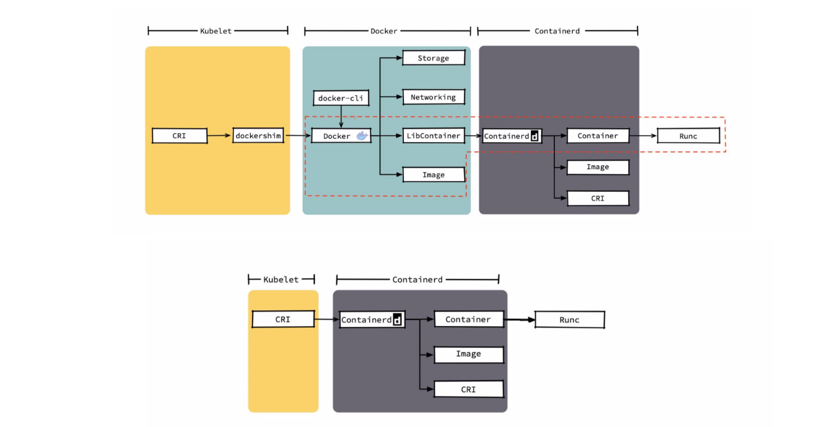 Kubelet
Docker
Containerd
Storage
docker-cli
Networking
CRI
dockershim
Docker
LibContainer
Containerd d
Container
Runc
Image
Image
CRI
Kubelet
Containerd
CRI
Containerd d
Container
Runc
Image
CRI